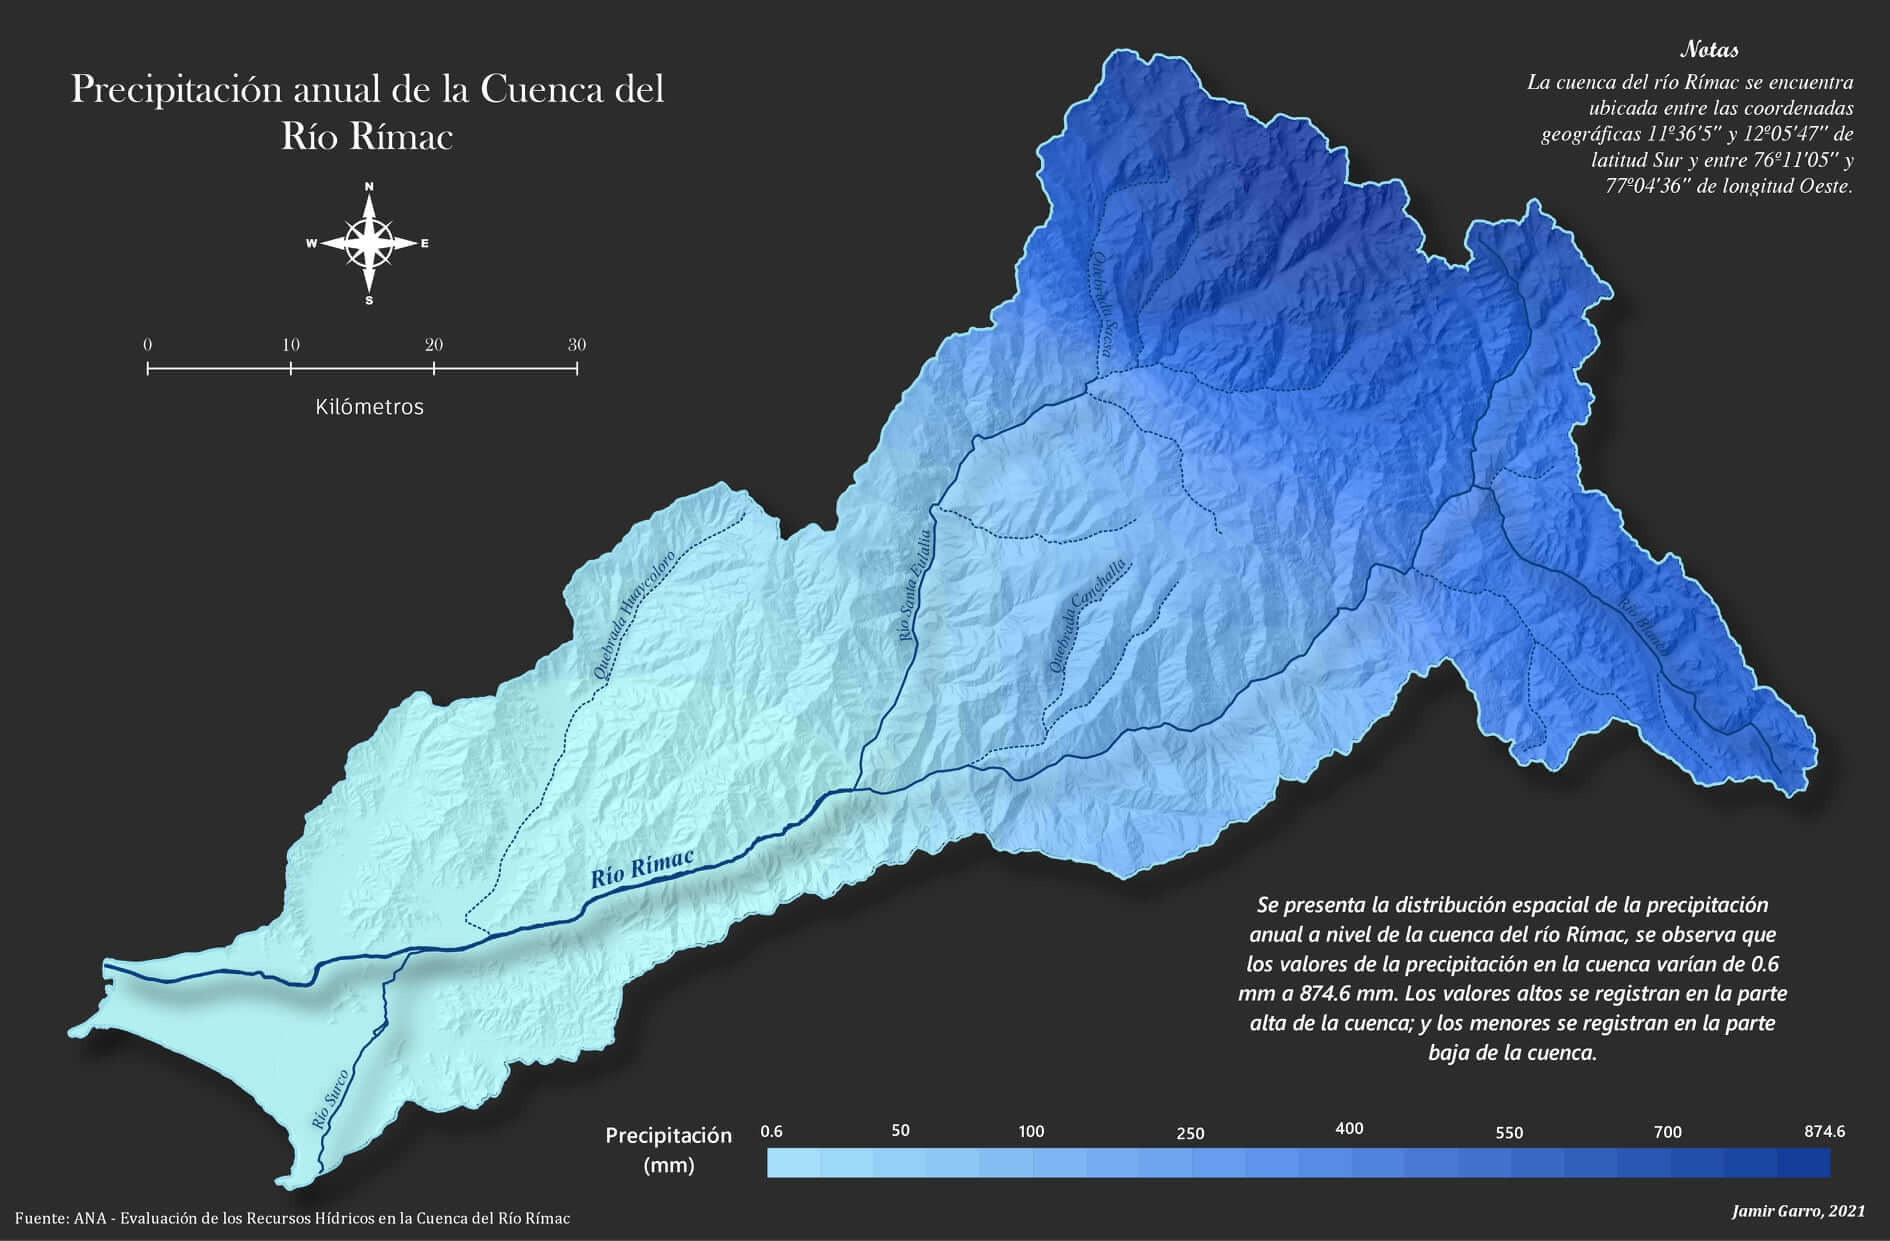 Precipitación anual de la Cuenca del
Río Rímac
N
W
E
S
0 10 20 30
Kilómetros
Notas
La cuenca del río Rímac se encuentra
ubicada entre las coordenadas
geográficas 11º36'5" y 12º05'47" de
latitud Sur y entre 76º11'05" y
77º04'36" de longitud Oeste.
Quebrada Sacsa
Quebrada Huaycoloro
Río Santa Eulalia
Quebrada Canchalla
Río Blanco
Río Rímac
Río Surco
Se presenta la distribución espacial de la precipitación
anual a nivel de la cuenca del río Rímac, se observa que
los valores de la precipitación en la cuenca varían de 0.6
mm a 874.6 mm. Los valores altos se registran en la parte
alta de la cuenca; y los menores se registran en la parte
baja de la cuenca.
Precipitación
(mm)
0.6 50 100 250 400 550 700 874.6
Fuente: ANA - Evaluación de los Recursos Hídricos en la Cuenca del Río Rímac
Jamir Garro, 2021